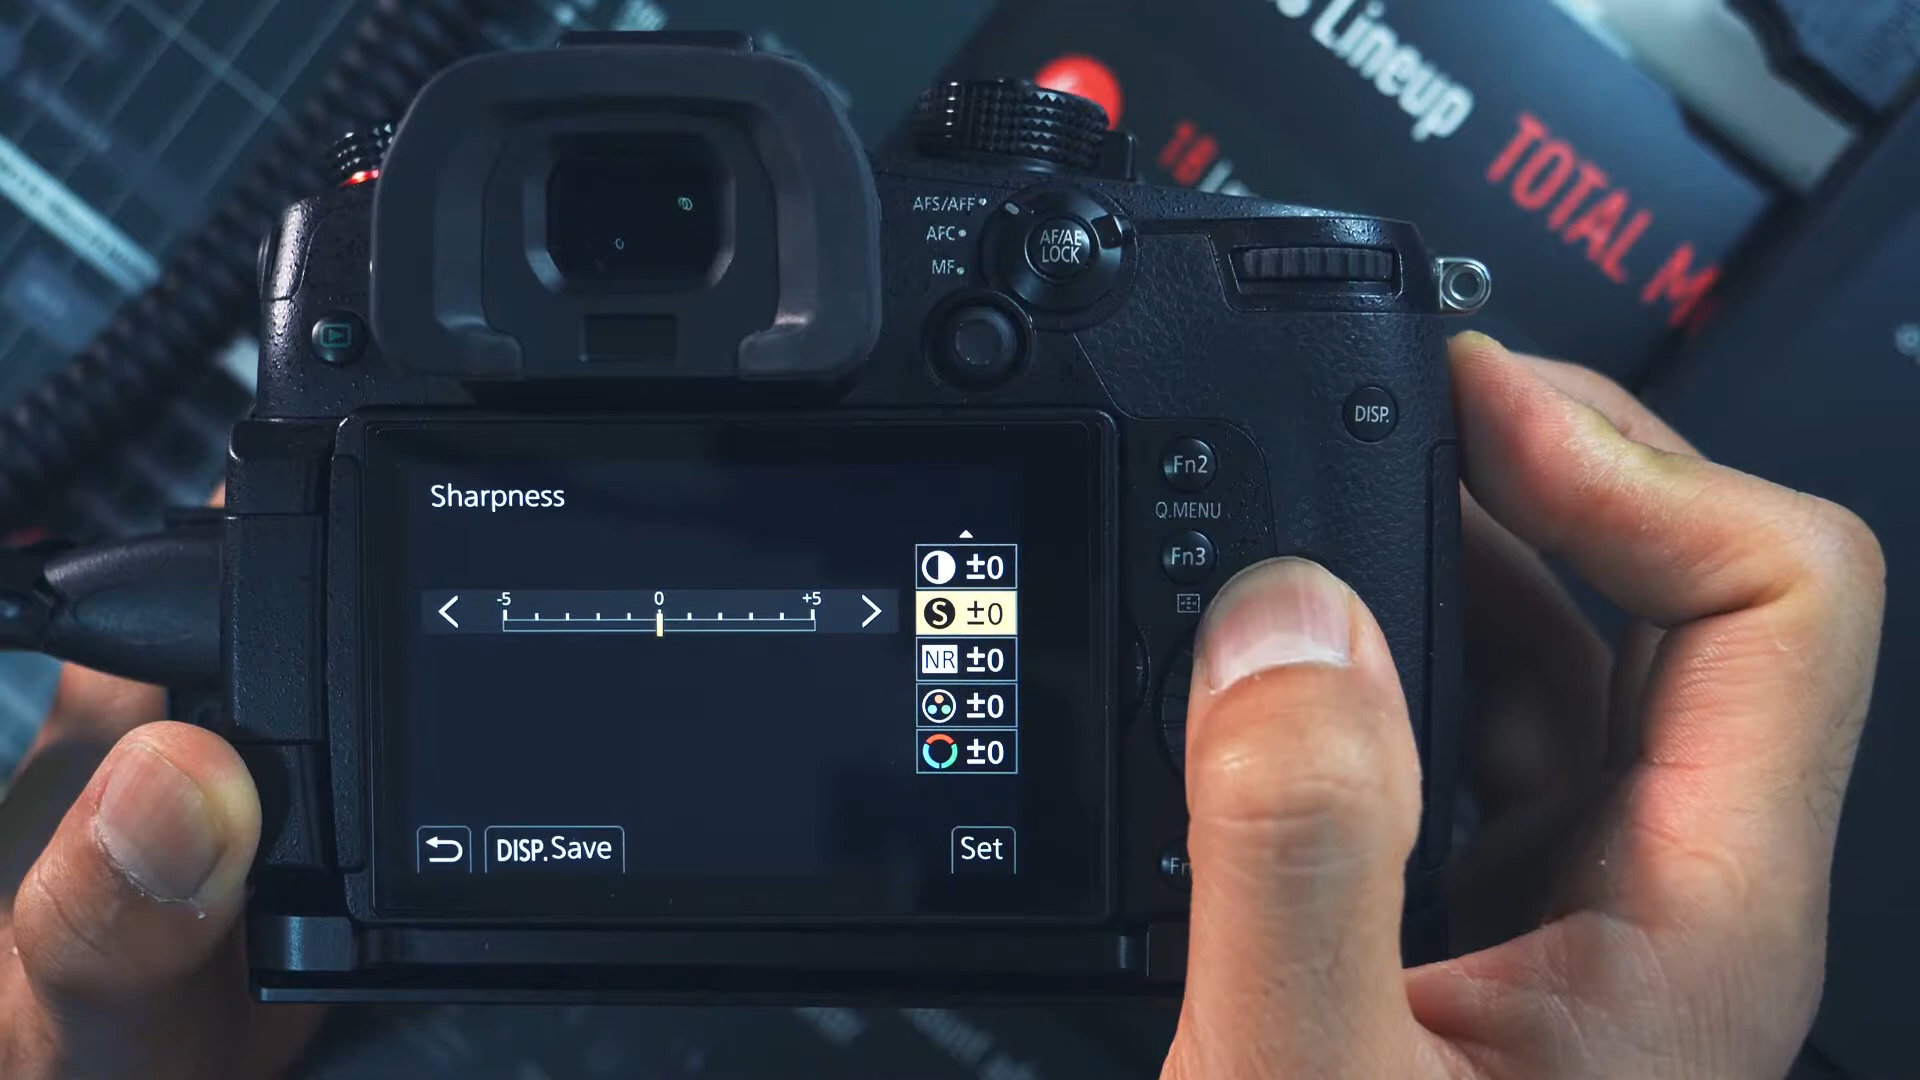 Lineup
TOTAL
18
AFS/AFF
AFC
MF
AF/AE
LOCK
DISP.
Fn2
Q.MENU
Fn3
Sharpness
-5 0 +5
±0
S ±0
NR ±0
±0
±0
DISP. Save
Set